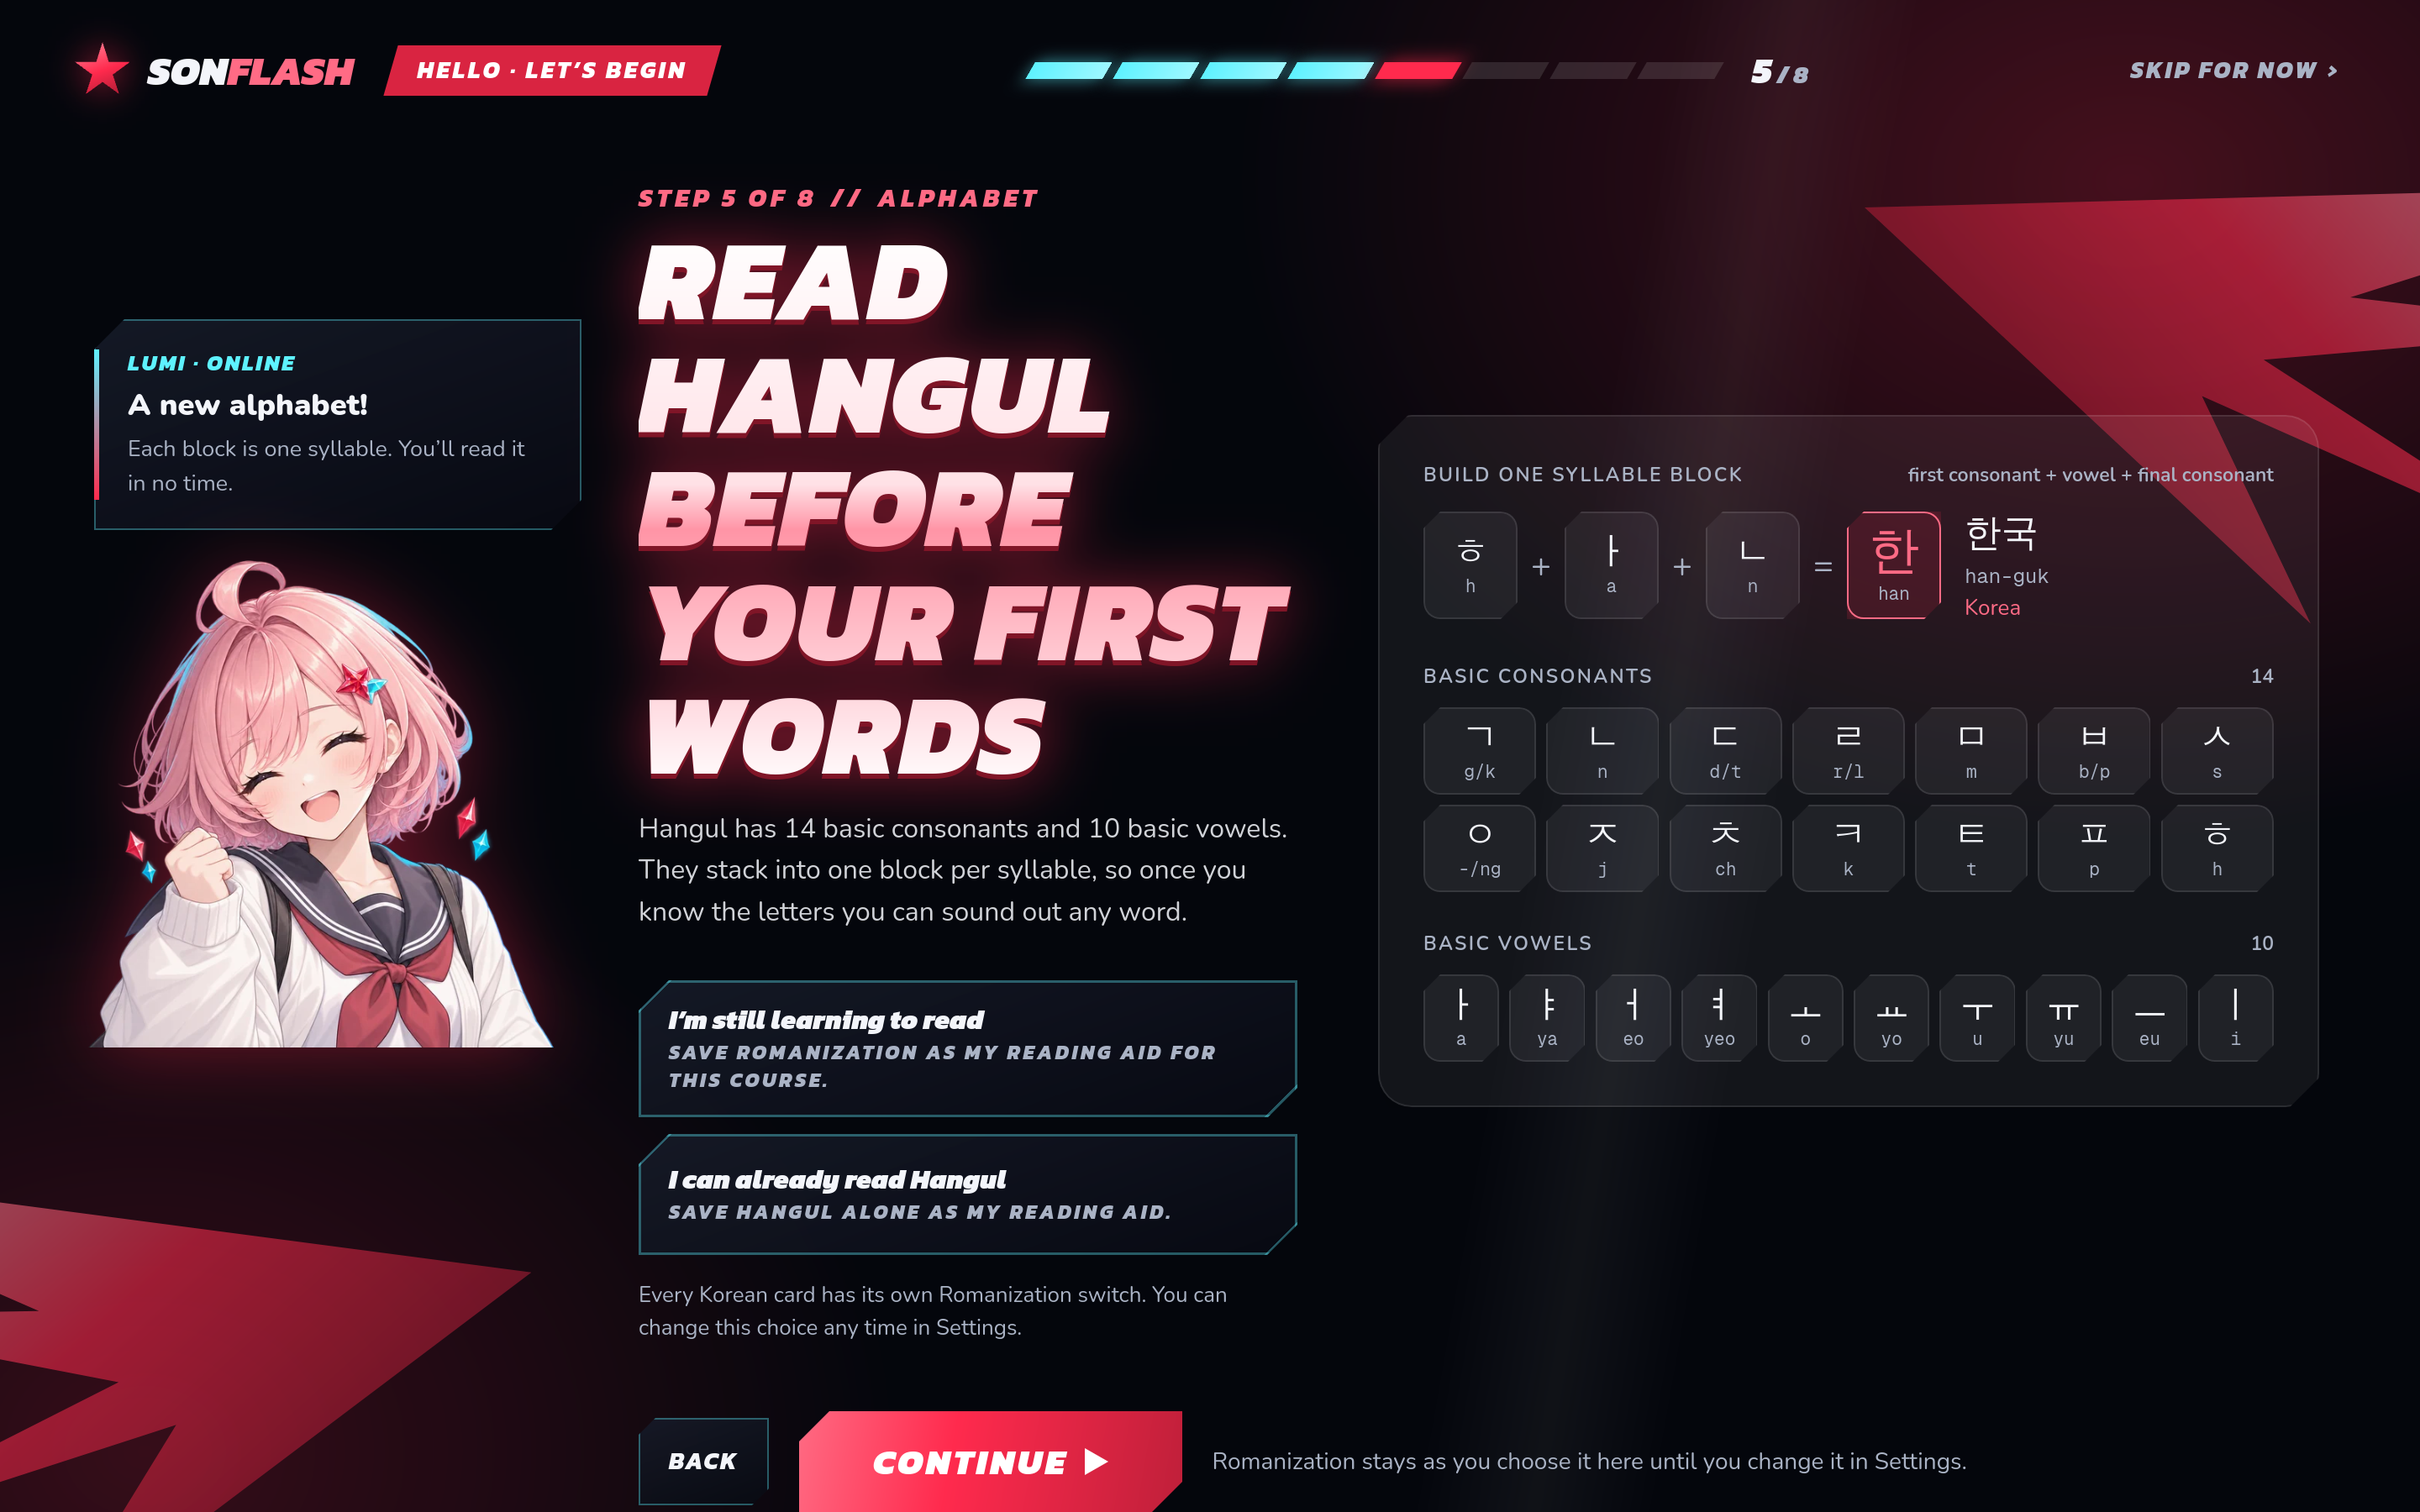 SONFLASH
HELLO · LET’S BEGIN
5 / 8
SKIP FOR NOW ›
LUMI · ONLINE
A new alphabet!
Each block is one syllable. You’ll read it
in no time.
STEP 5 OF 8 // ALPHABET
READ
HANGUL
BEFORE
YOUR FIRST
WORDS
Hangul has 14 basic consonants and 10 basic vowels.
They stack into one block per syllable, so once you
know the letters you can sound out any word.
I’m still learning to read
SAVE ROMANIZATION AS MY READING AID FOR
THIS COURSE.
I can already read Hangul
SAVE HANGUL ALONE AS MY READING AID.
Every Korean card has its own Romanization switch. You can
change this choice any time in Settings.
BUILD ONE SYLLABLE BLOCK first consonant + vowel + final consonant
ㅎ + ㅏ + ㄴ = 한 한국
h a n han han-guk
Korea
BASIC CONSONANTS 14
ㄱ ㄴ ㄷ ㄹ ㅁ ㅂ ㅅ
g/k n d/t r/l m b/p s
ㅇ ㅈ ㅊ ㅋ ㅌ ㅍ ㅎ
-/ng j ch k t p h
BASIC VOWELS 10
ㅏ ㅑ ㅓ ㅕ ㅗ ㅛ ㅜ ㅠ ㅡ ㅣ
a ya eo yeo o yo u yu eu i
BACK
CONTINUE
Romanization stays as you choose it here until you change it in Settings.